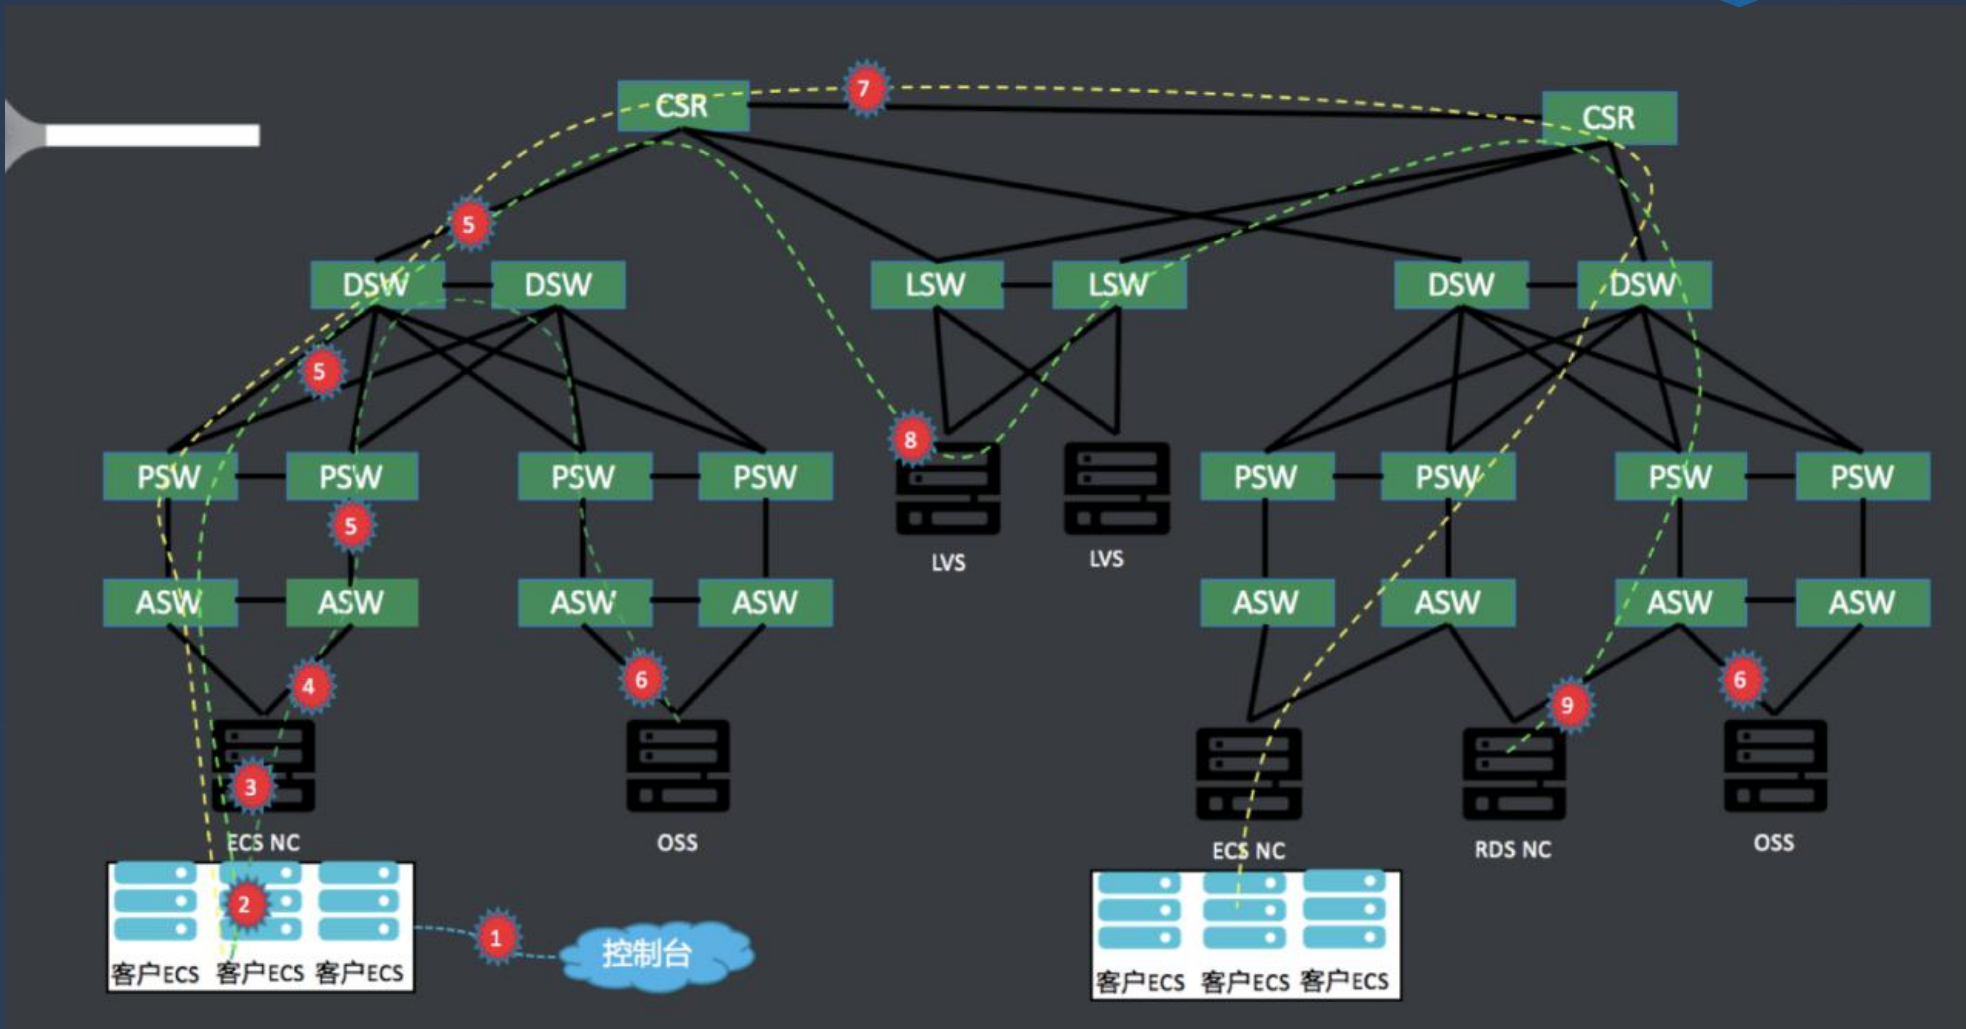 7
CSR
CSR
5
DSW
DSW
LSW
LSW
DSW
DSW
5
8
PSW
PSW
PSW
PSW
PSW
PSW
PSW
PSW
5
LVS
LVS
ASW
ASW
ASW
ASW
ASW
ASW
ASW
ASW
4
6
9
6
3
ECS NC
OSS
ECS NC
RDS NC
OSS
2
1
控制台
客户ECS
客户ECS
客户ECS
客户ECS
客户ECS
客户ECS